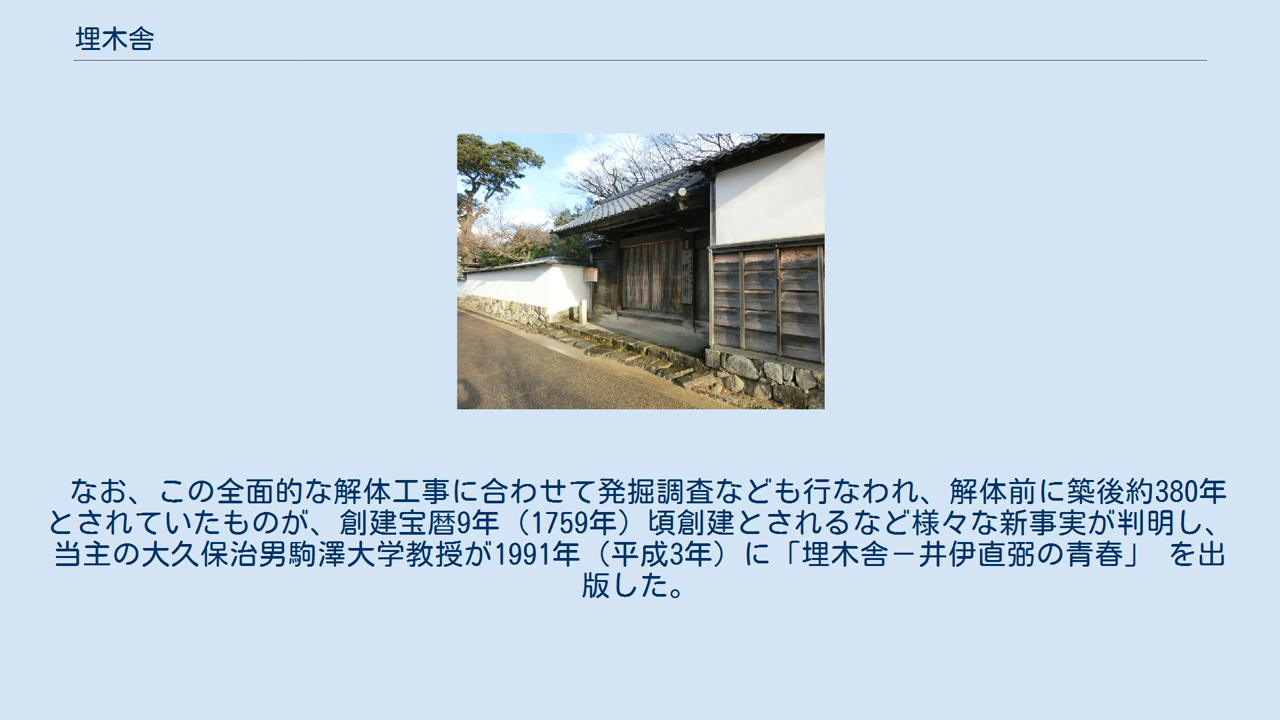 埋木舎
なお、この全面的な解体工事に合わせて発掘調査なども行なわれ、解体前に築後約380年
とされていたものが、創建宝暦9年（1759年）頃創建とされるなど様々な新事実が判明し、
当主の大久保治男駒澤大学教授が1991年（平成3年）に「埋木舎－井伊直弼の青春」 を出
版した。